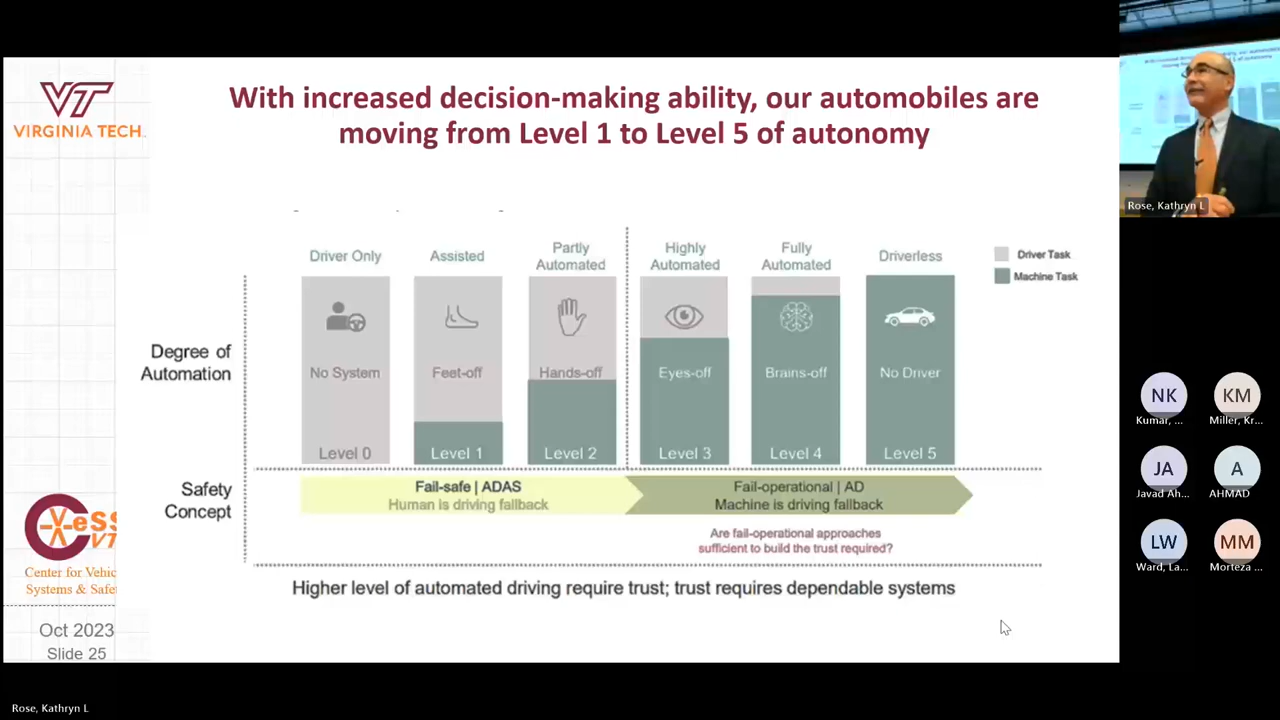 VT
VIRGINIA TECH
With increased decision-making ability, our automobiles are
moving from Level 1 to Level 5 of autonomy
Driver Only
Assisted
Partly
Automated
Highly
Automated
Fully
Automated
Driverless
Driver Task
Machine Task
Degree of
Automation
No System
Feet-off
Hands-off
Eyes-off
Brains-off
No Driver
Level 0
Level 1
Level 2
Level 3
Level 4
Level 5
Safety
Concept
Fail-safe | ADAS
Human is driving fallback
Fail-operational | AD
Machine is driving fallback
Are fail-operational approaches
sufficient to build the trust required?
Higher level of automated driving require trust; trust requires dependable systems
Center for Vehic
Systems & Safe
Oct 2023
Slide 25
Rose, Kathryn L
NK
Kumar, ...
KM
Miller, Kr...
JA
Javad Ah...
A
AHMAD
LW
Ward, La...
MM
Morteza ...
Rose, Kathryn L